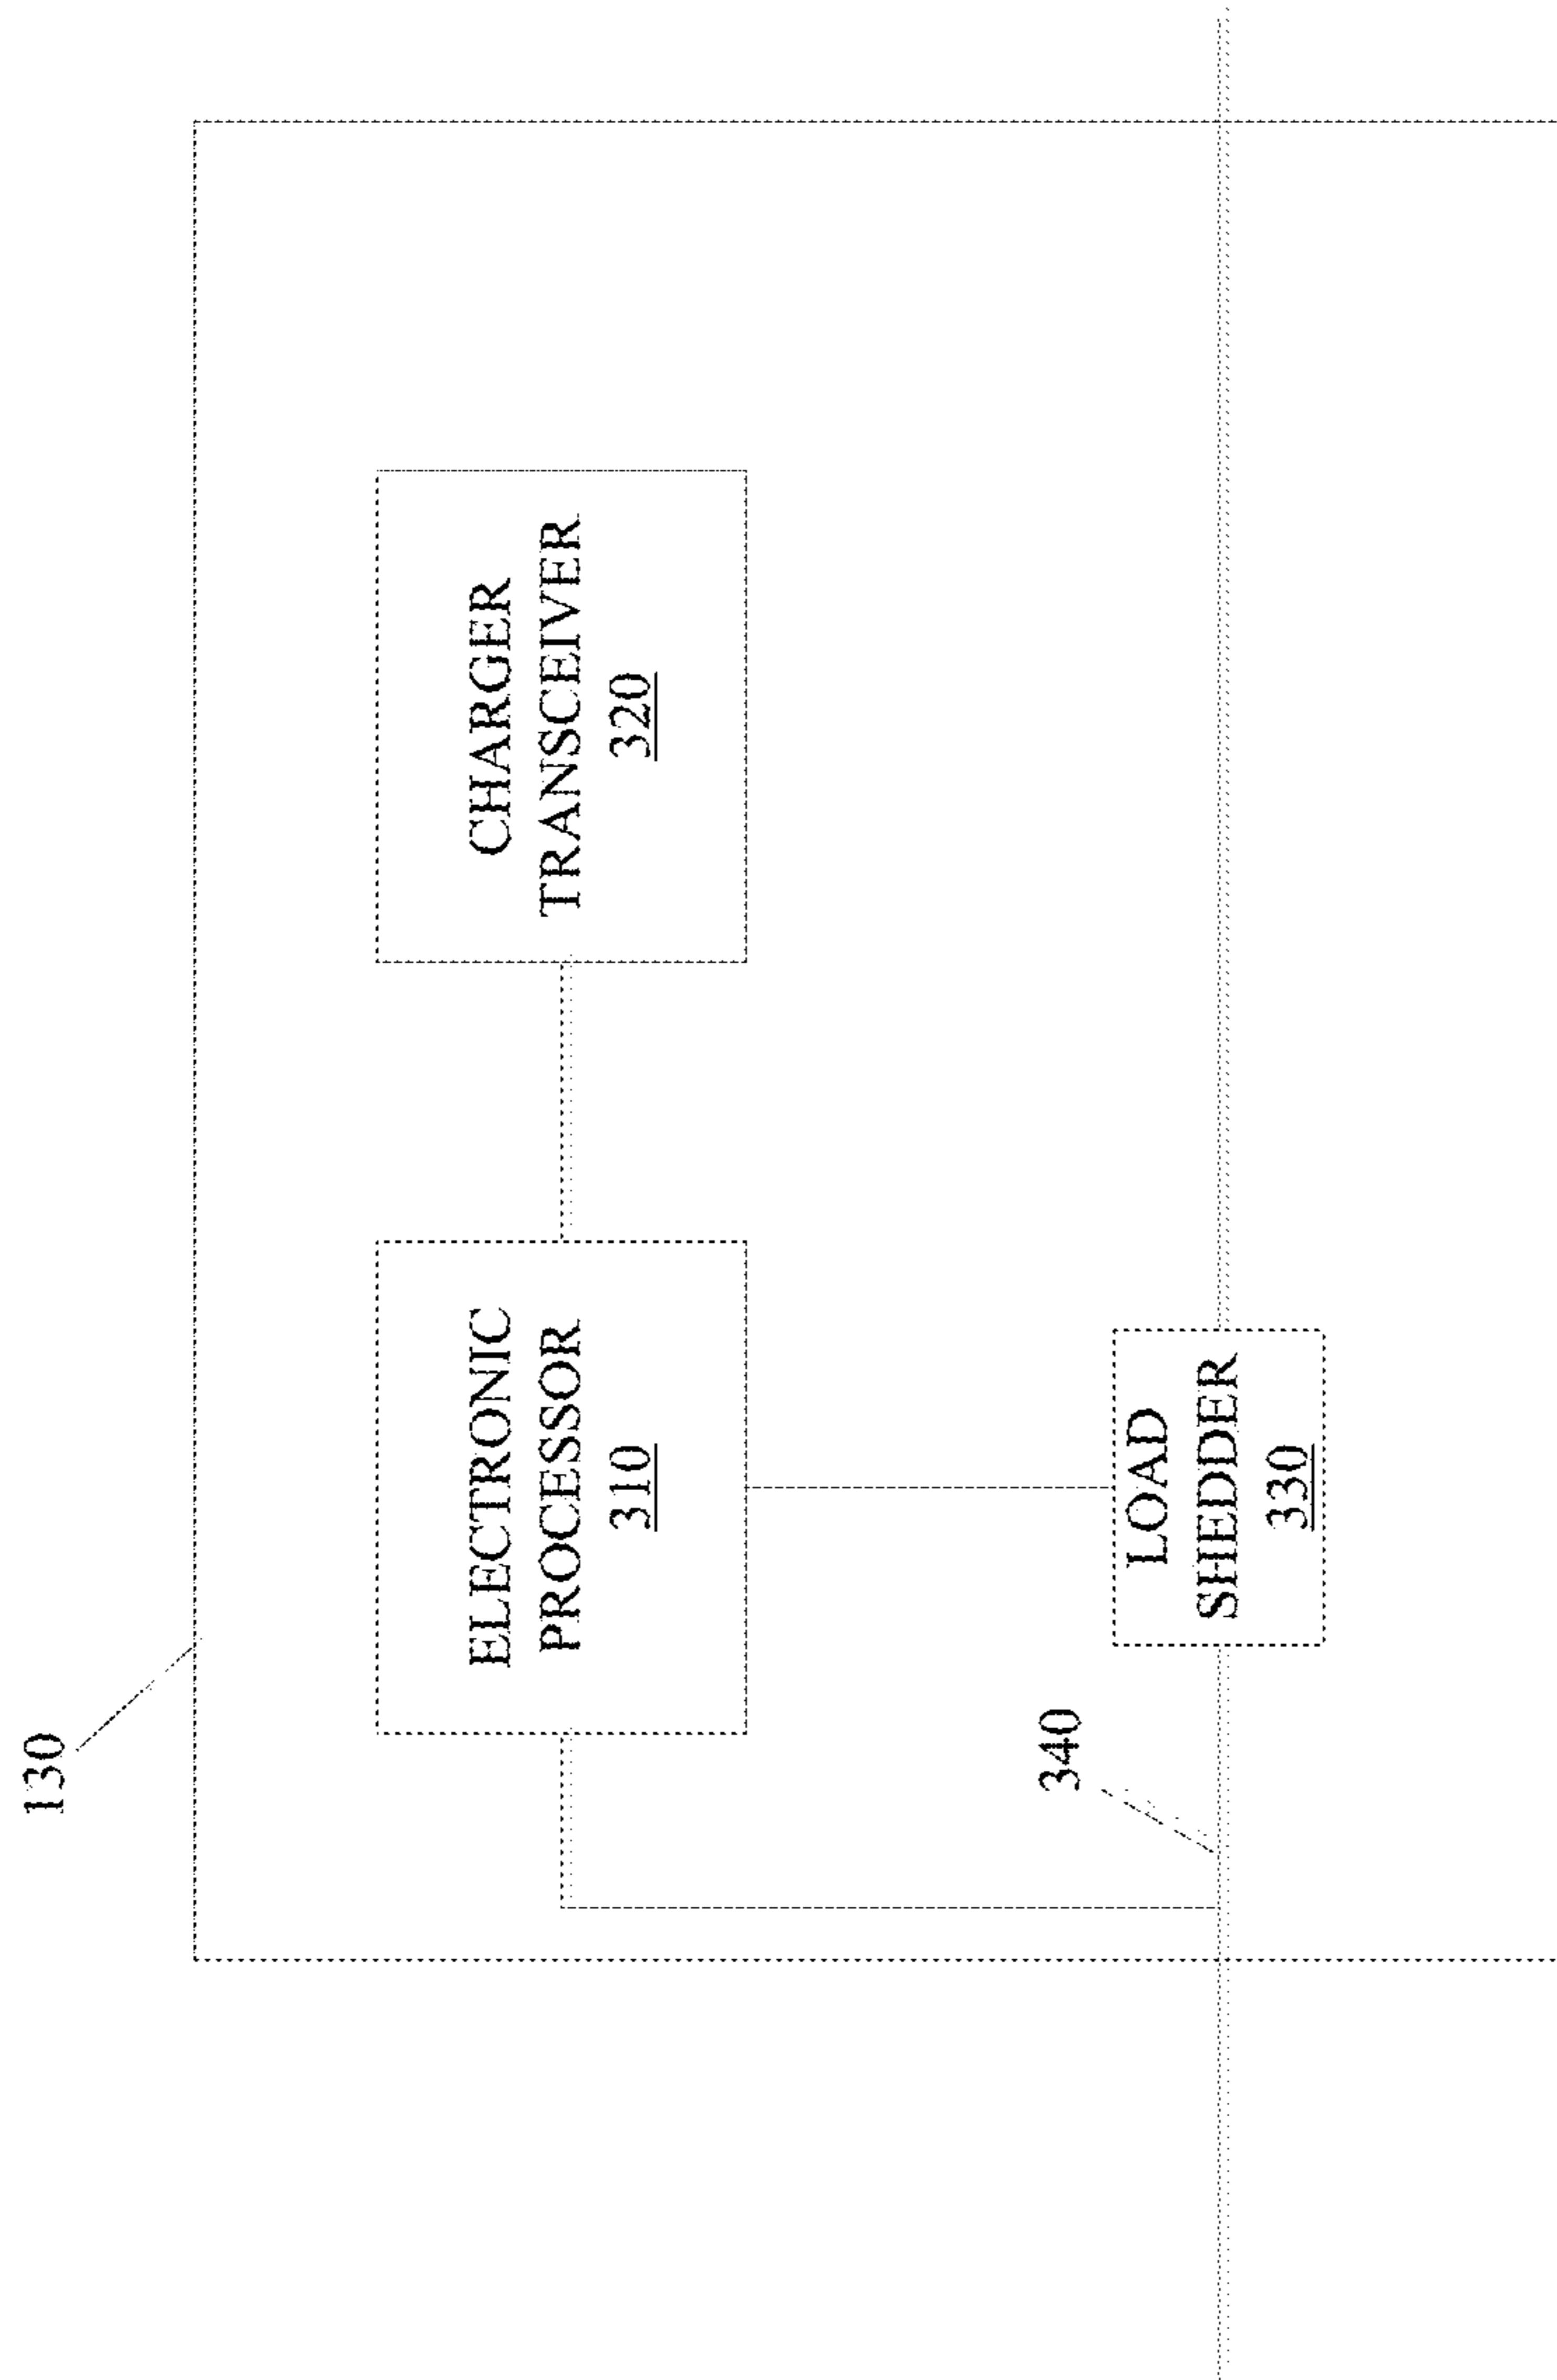 130
ELECTRONIC
PROCESSOR
310
CHARGER
TRANSCEIVER
320
340
LOAD
SHEDDER
330